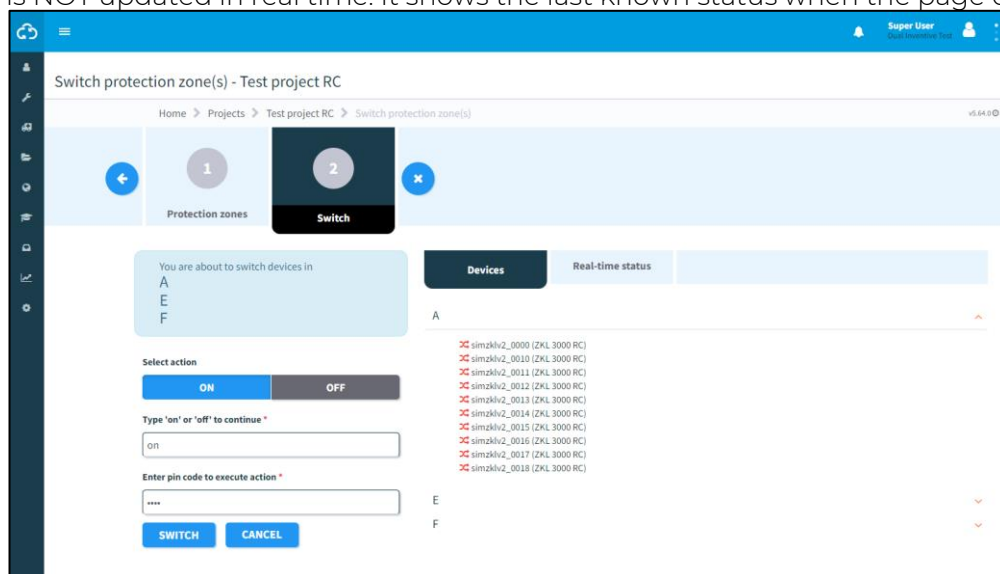 is NOT updated in real time. It shows the last known status when the page
Super User
Dual Inventive Test
Switch protection zone(s) - Test project RC
Home > Projects > Test project RC > Switch protection zone(s)
v5.64.0
1
2
Protection zones
Switch
You are about to switch devices in
A
E
F
Devices
Real-time status
A
simzklv2_0000 (ZKL 3000 RC)
simzklv2_0010 (ZKL 3000 RC)
simzklv2_0011 (ZKL 3000 RC)
simzklv2_0012 (ZKL 3000 RC)
simzklv2_0013 (ZKL 3000 RC)
simzklv2_0014 (ZKL 3000 RC)
simzklv2_0015 (ZKL 3000 RC)
simzklv2_0016 (ZKL 3000 RC)
simzklv2_0017 (ZKL 3000 RC)
simzklv2_0018 (ZKL 3000 RC)
E
F
Select action
ON
OFF
Type 'on' or 'off' to continue *
on
Enter pin code to execute action *
••••
SWITCH
CANCEL